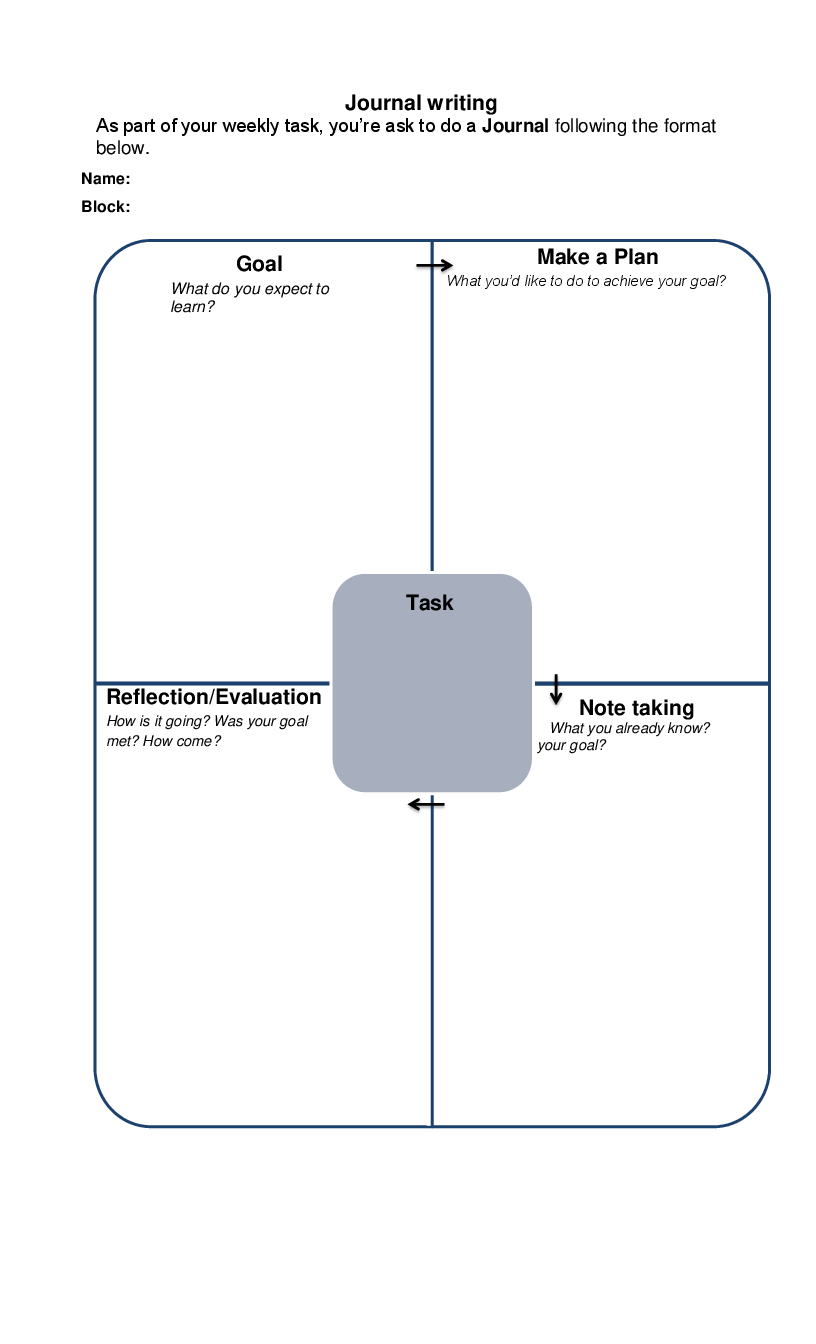 Journal writing
As part of your weekly task, you're ask to do a Journal following the format
below.
Name:
Block:
Goal
What do you expect to
learn?
Make a Plan
What you'd like to do to achieve your goal?
Task
Reflection/Evaluation
How is it going? Was your goal
met? How come?
Note taking
What you already know?
your goal?